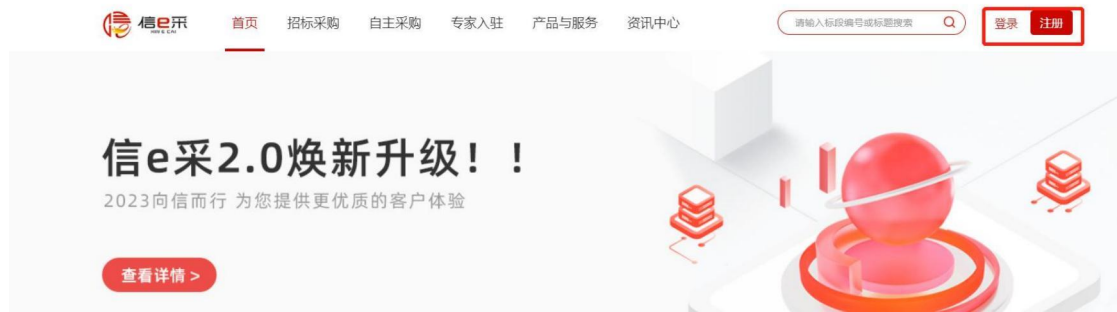 信e采
XIN E CAI
首页 招标采购 自主采购 专家入驻 产品与服务 资讯中心 请输入标段编号或标题搜索 登录 注册
信e采2.0焕新升级！！
2023向信而行 为您提供更优质的客户体验
查看详情 >